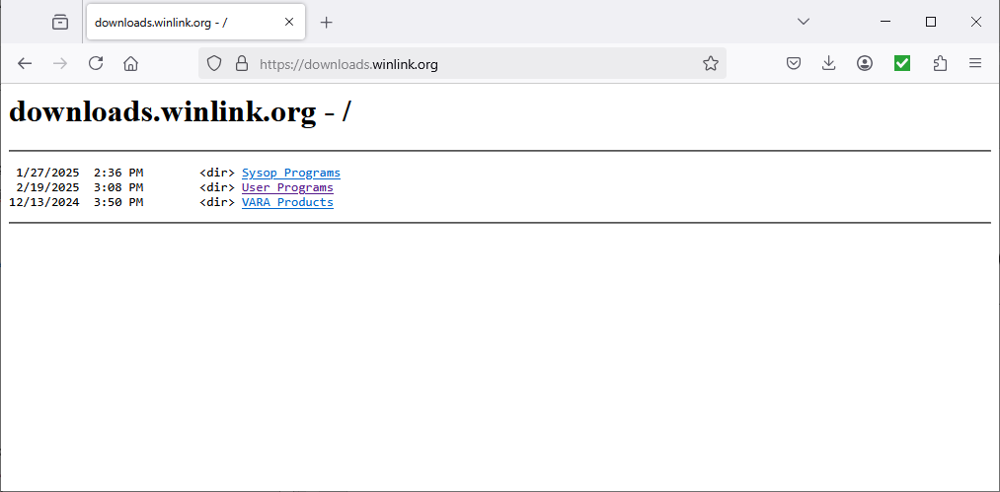 downloads.winlink.org - /
https://downloads.winlink.org
downloads.winlink.org - /
1/27/2025 2:36 PM <dir> Sysop Programs
2/19/2025 3:08 PM <dir> User Programs
12/13/2024 3:50 PM <dir> VARA Products